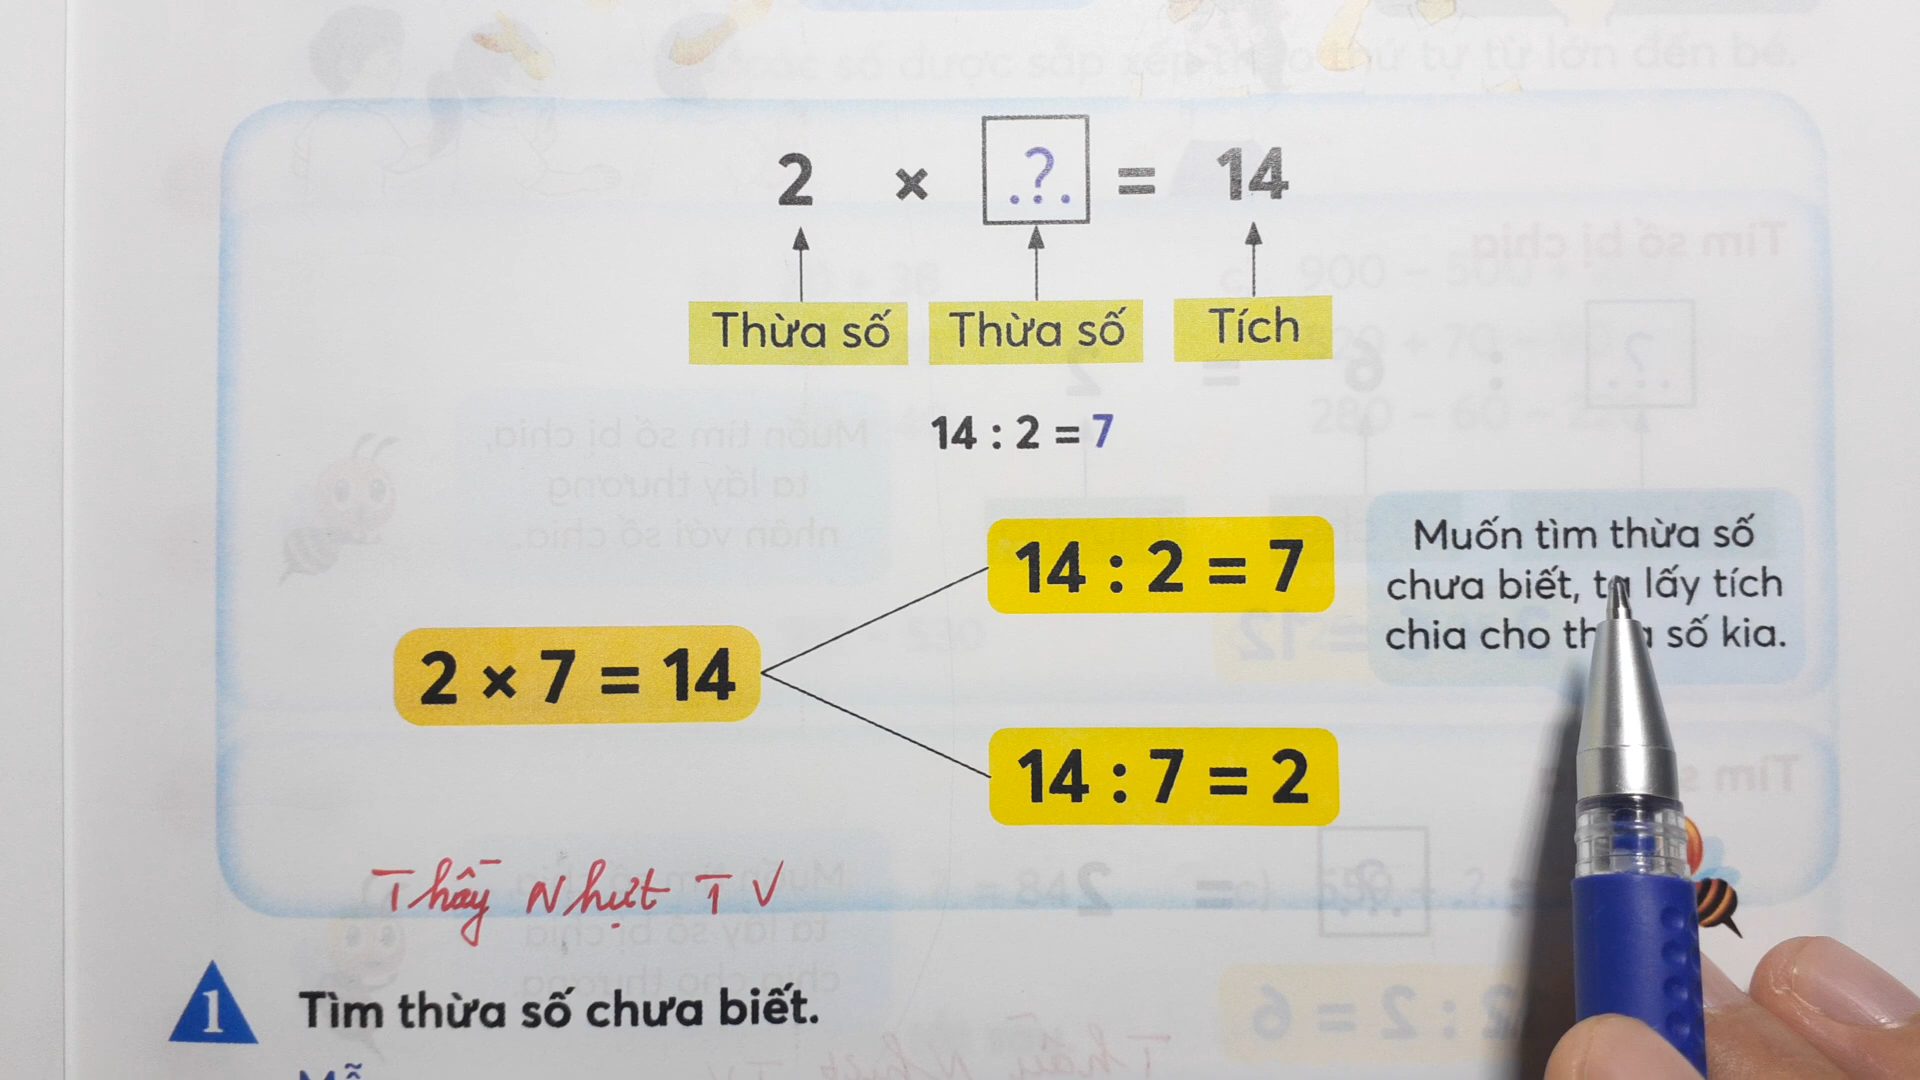 2 × .?. = 14
Thừa số Thừa số Tích
14 : 2 = 7
14 : 2 = 7
Muốn tìm thừa số
chưa biết, ta lấy tích
chia cho thừa số kia.
2 × 7 = 14
14 : 7 = 2
Thầy Nhựt TV
1 Tìm thừa số chưa biết.